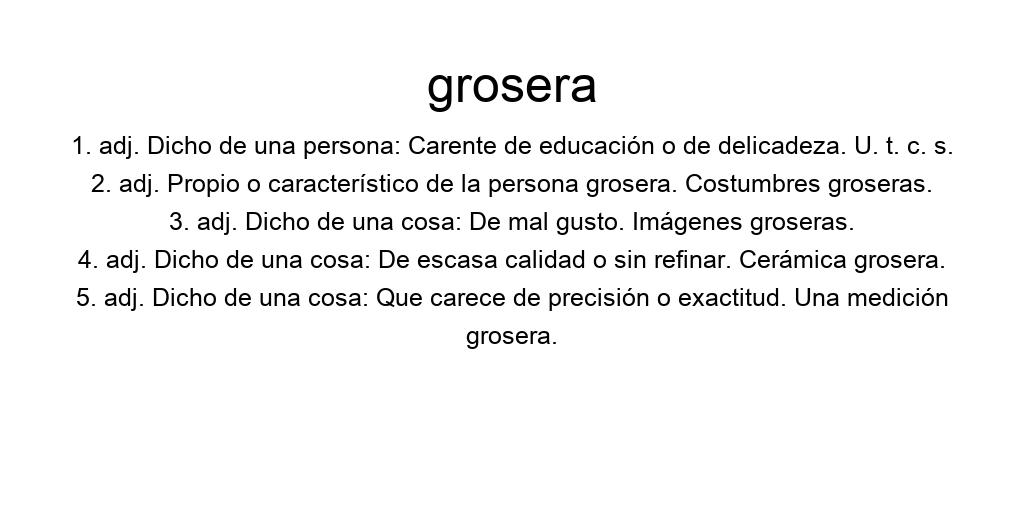 grosera
1. adj. Dicho de una persona: Carente de educación o de delicadeza. U. t. c. s.
2. adj. Propio o característico de la persona grosera. Costumbres groseras.
3. adj. Dicho de una cosa: De mal gusto. Imágenes groseras.
4. adj. Dicho de una cosa: De escasa calidad o sin refinar. Cerámica grosera.
5. adj. Dicho de una cosa: Que carece de precisión o exactitud. Una medición
grosera.